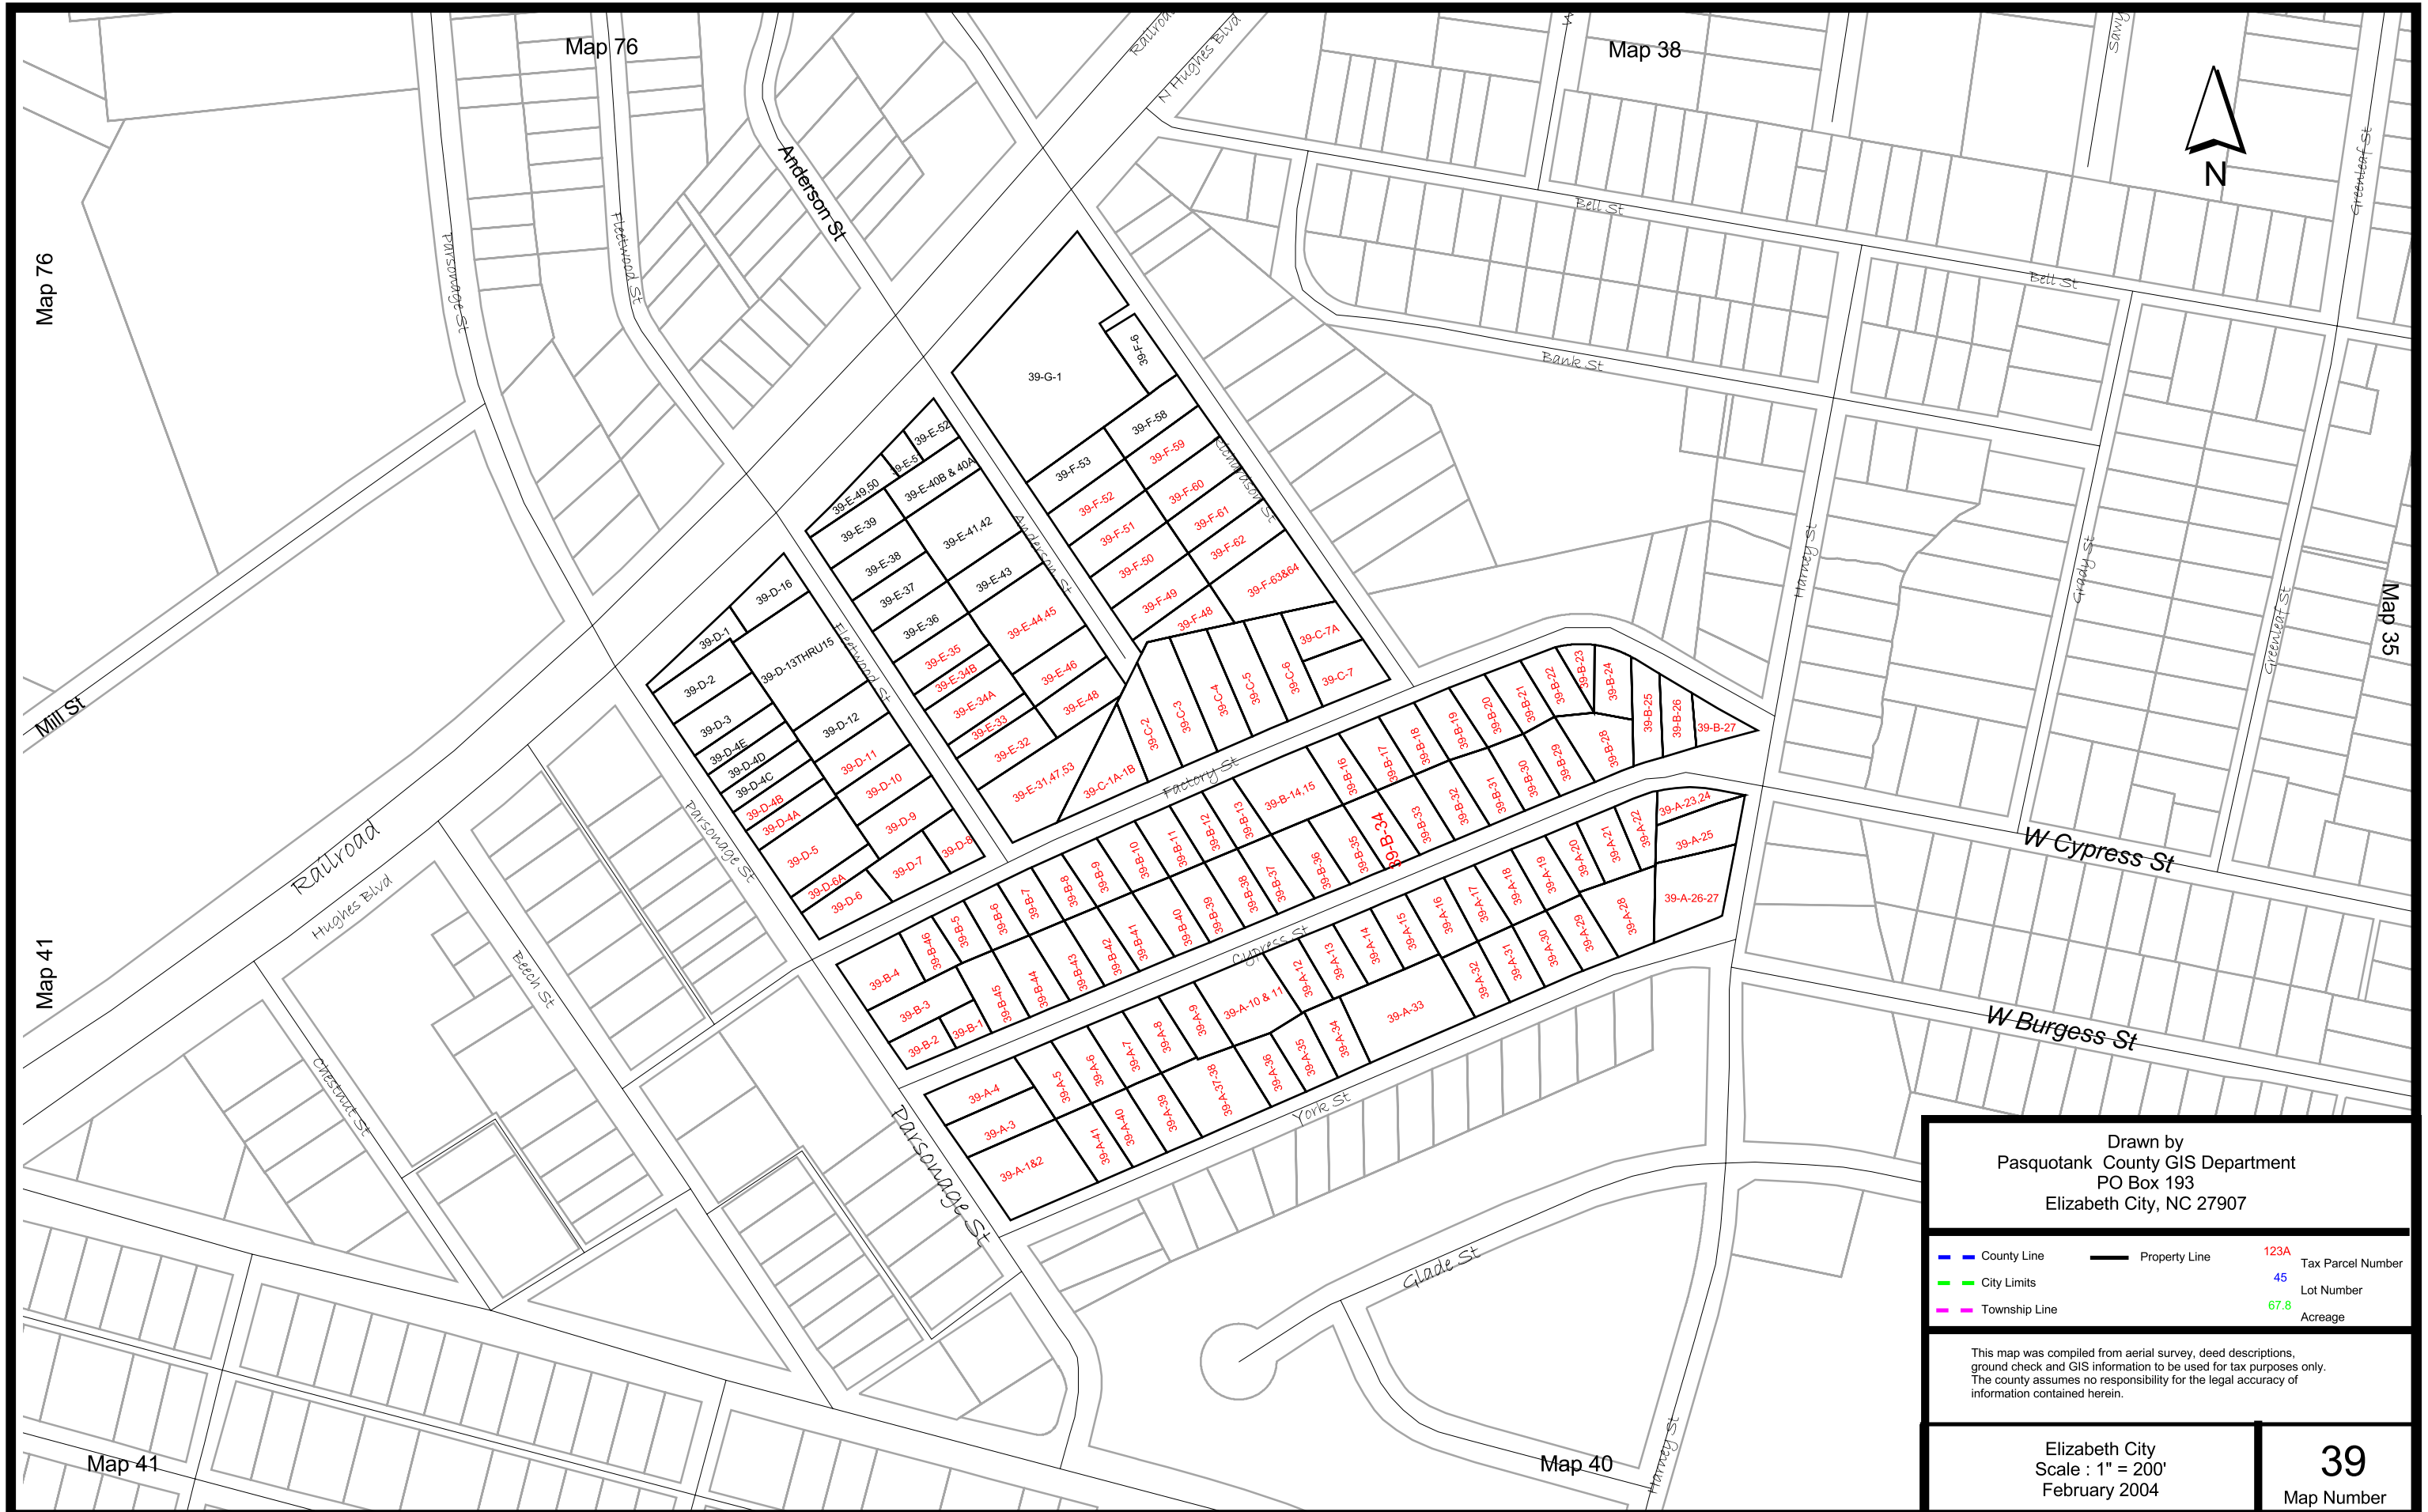 Map 76
Map 38
Map 76
Railroad
N Hughes Blvd
Sawy
Greenleaf St
N
Anderson St
Parsonage St
Fleetwood St
Bell St
Bell St
Bank St
39-G-1
39-F-6
39-F-58
39-F-53
39-F-59
39-F-52
39-F-60
39-F-51
39-F-61
39-F-50
39-F-62
39-F-49
39-F-63&64
39-F-48
Richardson St
Anderson St
39-E-52
39-E-51
39-E-49,50
39-E-40B & 40A
39-E-39
39-E-41,42
39-E-38
39-E-37
39-E-43
39-E-36
39-E-44,45
39-E-35
39-E-34B
39-E-46
39-E-34A
39-E-48
39-E-33
39-E-32
39-E-31,47,53
Fleetwood St
39-D-16
39-D-1
39-D-13THRU15
39-D-2
39-D-3
39-D-12
39-D-4E
39-D-4D
39-D-4C
39-D-11
39-D-4B
39-D-10
39-D-4A
39-D-9
39-D-5
39-D-8
39-D-7
39-D-6A
39-D-6
39-C-1A-1B
39-C-2
39-C-3
39-C-4
39-C-5
39-C-6
39-C-7A
39-C-7
Harney St
Grady St
Greenleaf St
Map 35
Mill St
Railroad
Hughes Blvd
Parsonage St
Factory St
39-B-4
39-B-46
39-B-5
39-B-6
39-B-7
39-B-8
39-B-9
39-B-10
39-B-11
39-B-12
39-B-13
39-B-14,15
39-B-16
39-B-17
39-B-18
39-B-19
39-B-20
39-B-21
39-B-22
39-B-23
39-B-24
39-B-25
39-B-26
39-B-27
39-B-3
39-B-2
39-B-1
39-B-45
39-B-44
39-B-43
39-B-42
39-B-41
39-B-40
39-B-39
39-B-38
39-B-37
39-B-36
39-B-35
39-B-34
39-B-33
39-B-32
39-B-31
39-B-30
39-B-29
39-B-28
W Cypress St
Cypress St
Map 41
Beech St
Chestnut St
39-A-4
39-A-3
39-A-1&2
39-A-5
39-A-6
39-A-7
39-A-8
39-A-9
39-A-10 & 11
39-A-12
39-A-13
39-A-14
39-A-15
39-A-16
39-A-17
39-A-18
39-A-19
39-A-20
39-A-21
39-A-22
39-A-23,24
39-A-25
39-A-26-27
39-A-41
39-A-40
39-A-39
39-A-37-38
39-A-36
39-A-35
39-A-34
39-A-33
39-A-32
39-A-31
39-A-30
39-A-29
39-A-28
York St
Parsonage St
W Burgess St
Glade St
Harney St
Map 41
Map 40
Drawn by
Pasquotank County GIS Department
PO Box 193
Elizabeth City, NC 27907
County Line
Property Line
123A Tax Parcel Number
City Limits
45 Lot Number
Township Line
67.8 Acreage
This map was compiled from aerial survey, deed descriptions,
ground check and GIS information to be used for tax purposes only.
The county assumes no responsibility for the legal accuracy of
information contained herein.
Elizabeth City
Scale : 1" = 200'
February 2004
39
Map Number